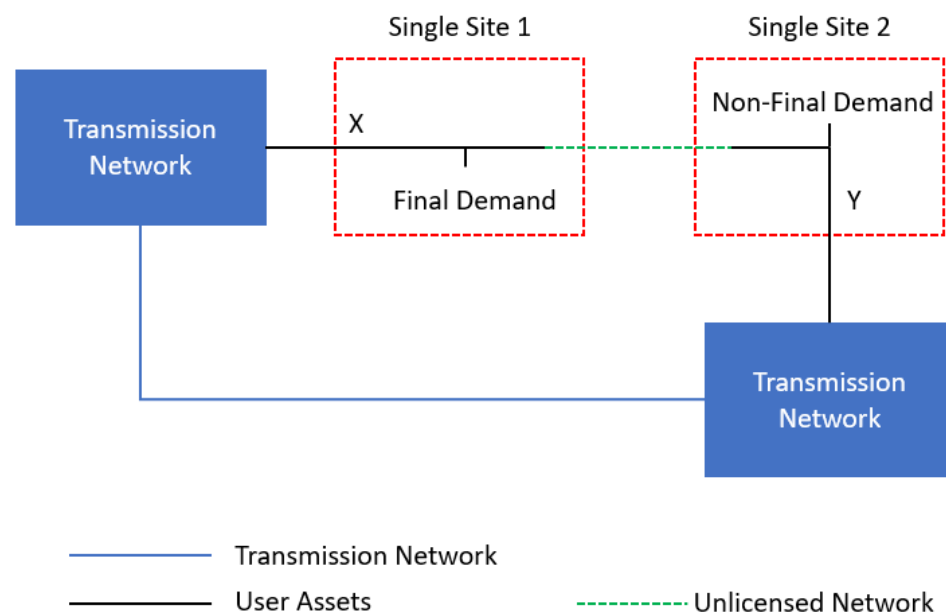 Single Site 1
Single Site 2
Transmission
Network
X
Final Demand
Non-Final Demand
Y
Transmission
Network
Transmission Network
User Assets
Unlicensed Network